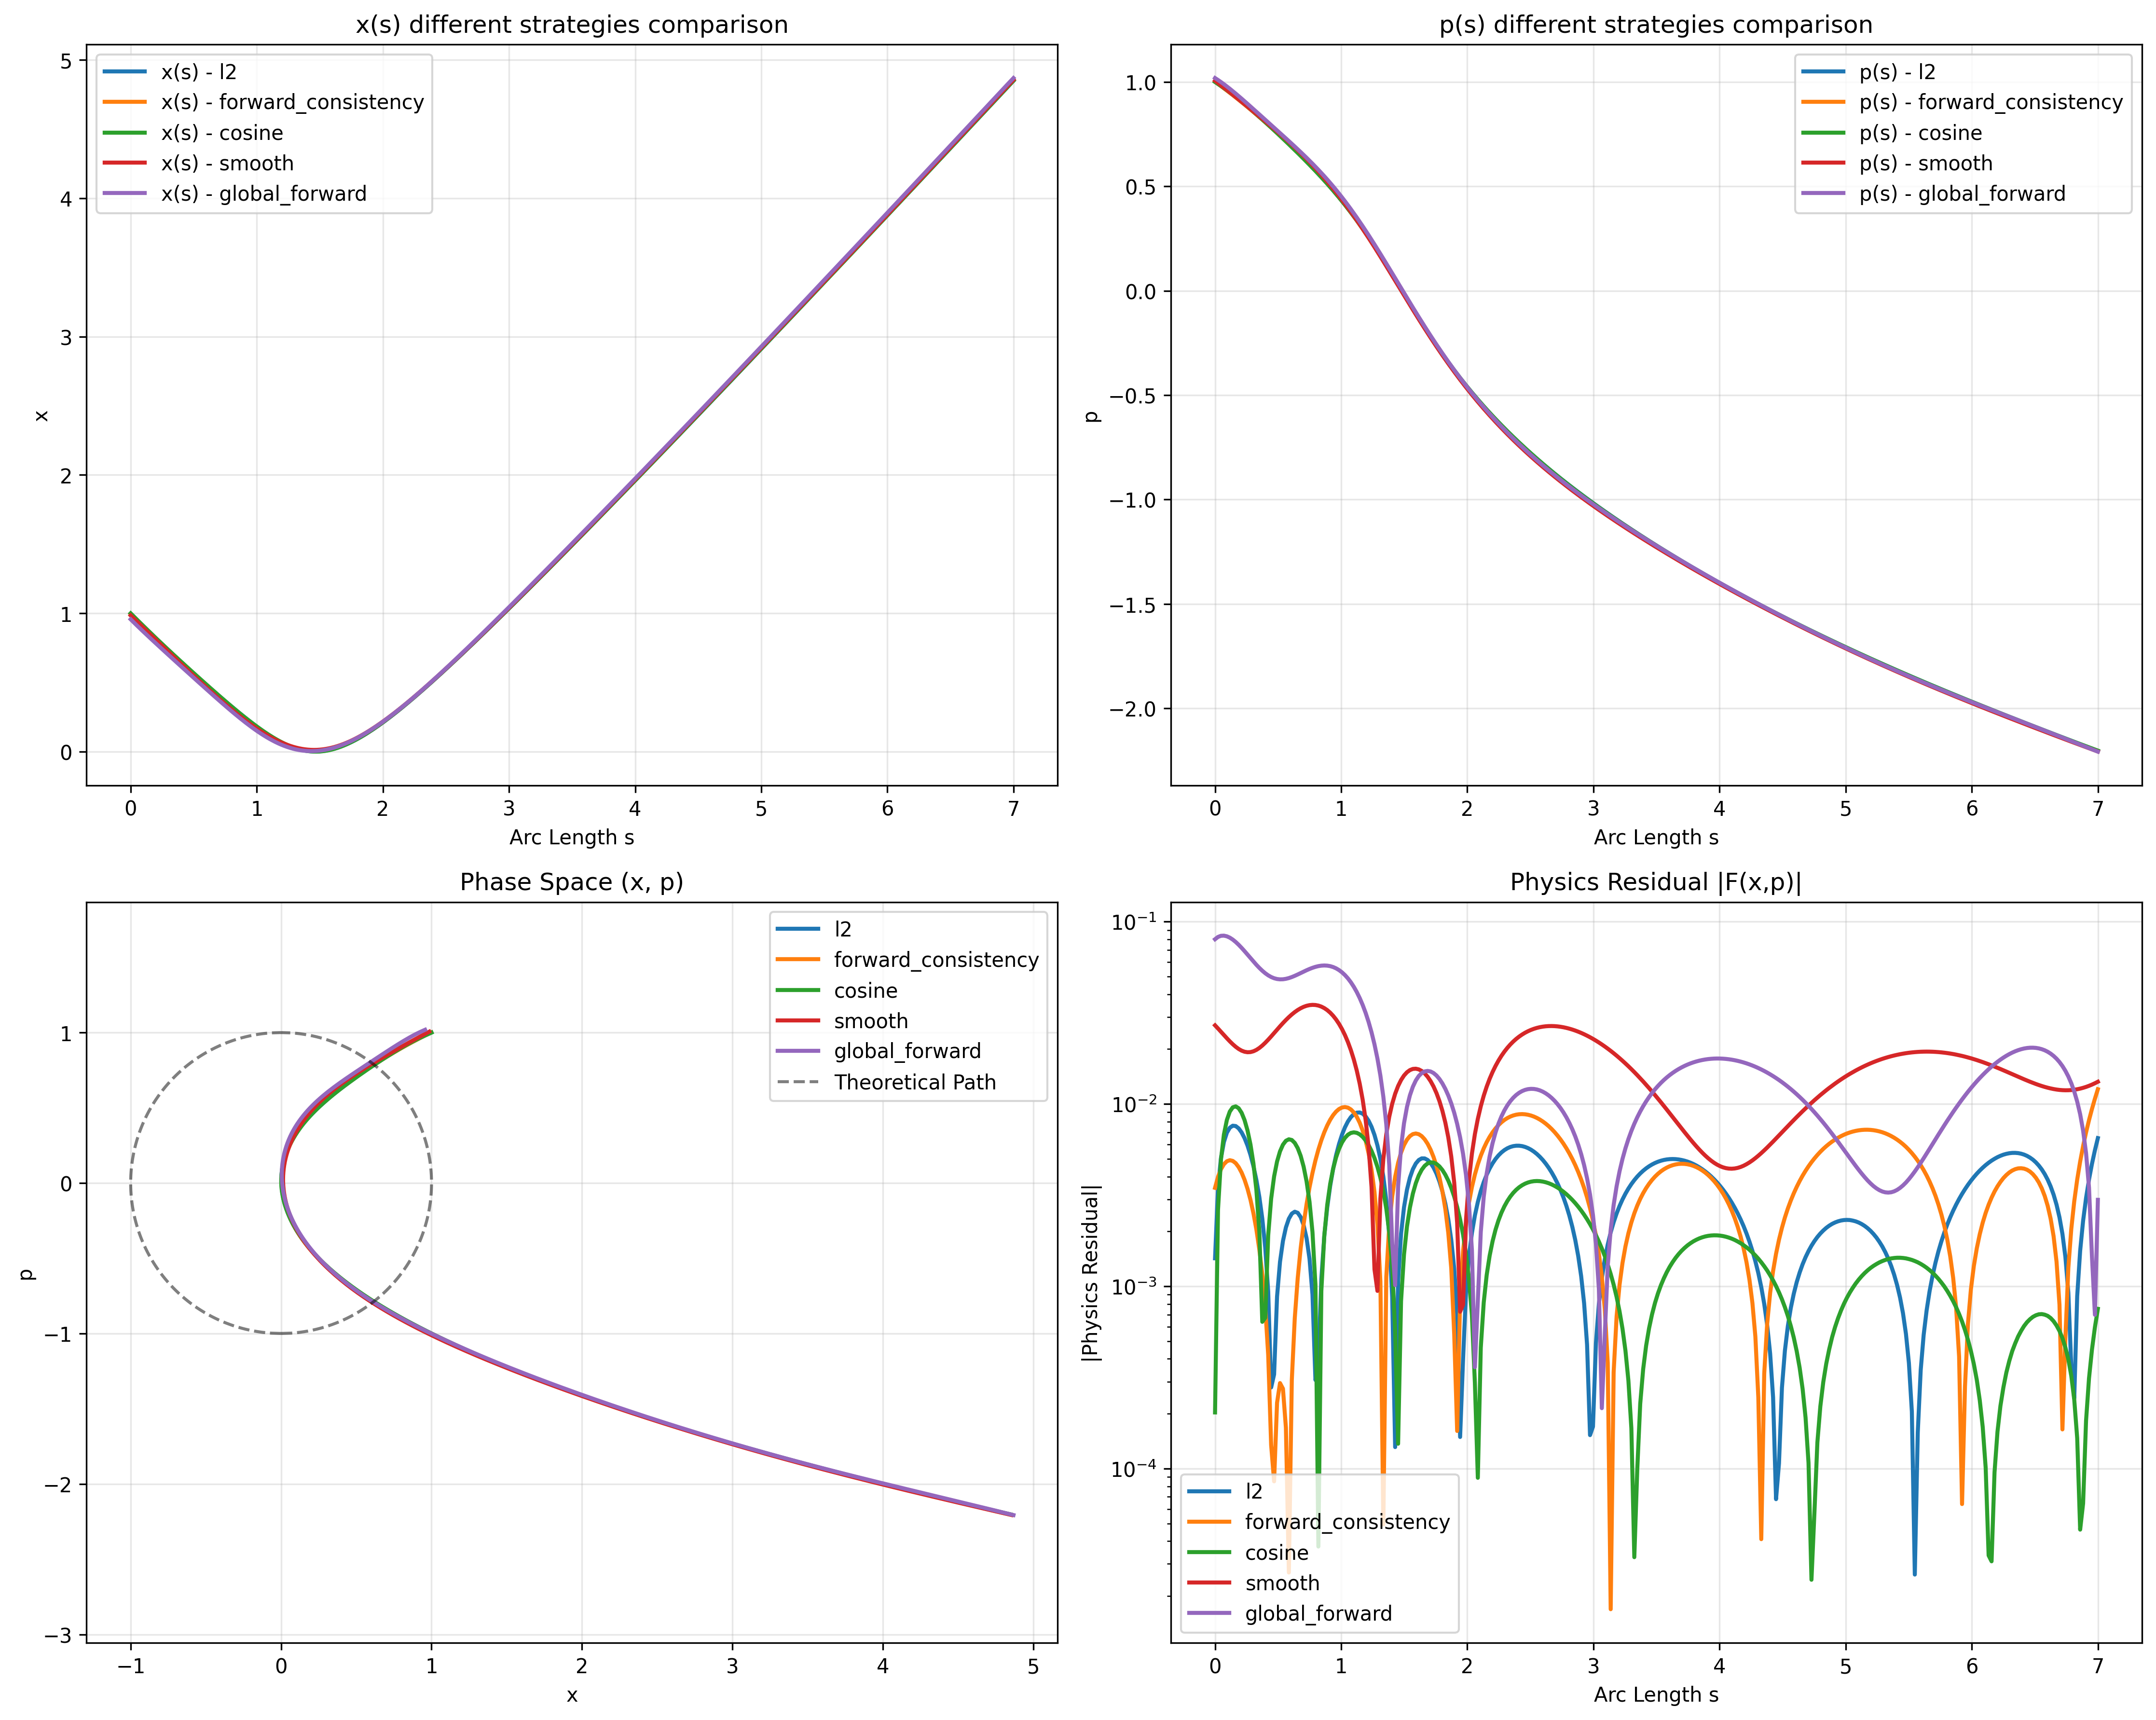 x(s) different strategies comparison
5
4
3
2
1
0
x
x(s) - l2
x(s) - forward_consistency
x(s) - cosine
x(s) - smooth
x(s) - global_forward
0 1 2 3 4 5 6 7
Arc Length s
p(s) different strategies comparison
1.0
0.5
0.0
−0.5
−1.0
−1.5
−2.0
p
p(s) - l2
p(s) - forward_consistency
p(s) - cosine
p(s) - smooth
p(s) - global_forward
0 1 2 3 4 5 6 7
Arc Length s
Phase Space (x, p)
1
0
−1
−2
−3
p
l2
forward_consistency
cosine
smooth
global_forward
Theoretical Path
−1 0 1 2 3 4 5
x
Physics Residual |F(x,p)|
10⁻¹
10⁻²
10⁻³
10⁻⁴
|Physics Residual|
l2
forward_consistency
cosine
smooth
global_forward
0 1 2 3 4 5 6 7
Arc Length s